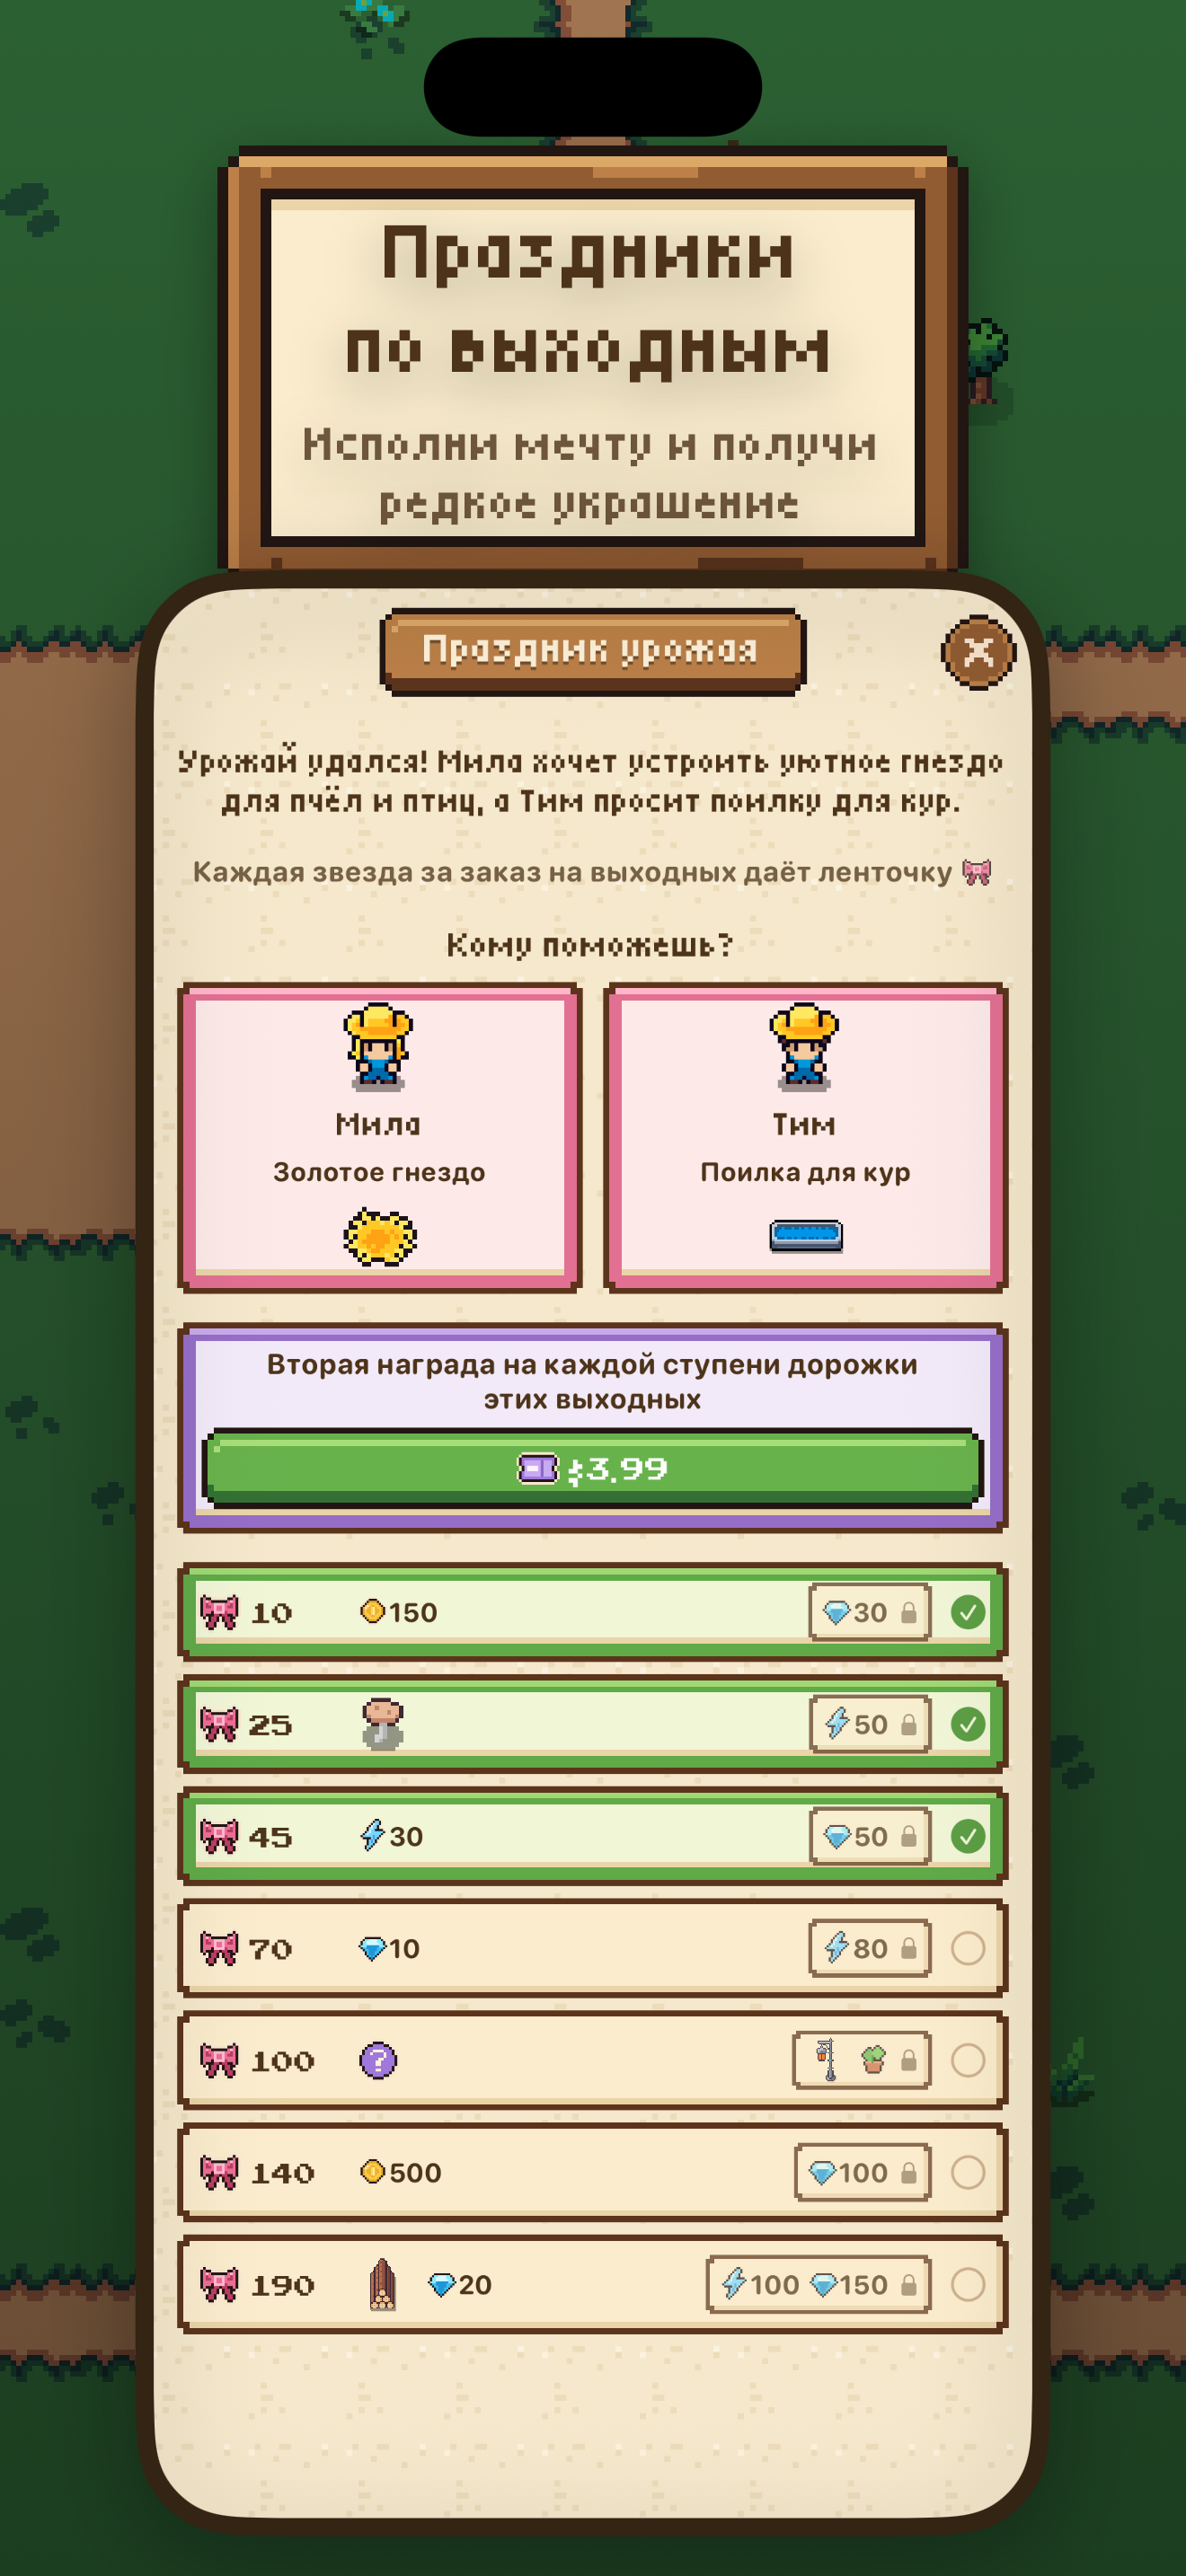 Праздники
по выходным
Исполни мечту и получи
редкое украшение
Праздник урожая
Урожай удался! Мила хочет устроить уютное гнездо
для пчёл и птиц, а Тим просит поилку для кур.
Каждая звезда за заказ на выходных даёт ленточку
Кому поможешь?
Мила
Золотое гнездо
Тим
Поилка для кур
Вторая награда на каждой ступени дорожки
этих выходных
$3.99
10 150 30
25 50
45 30 50
70 10 80
100 ?
140 500 100
190 20 100 150